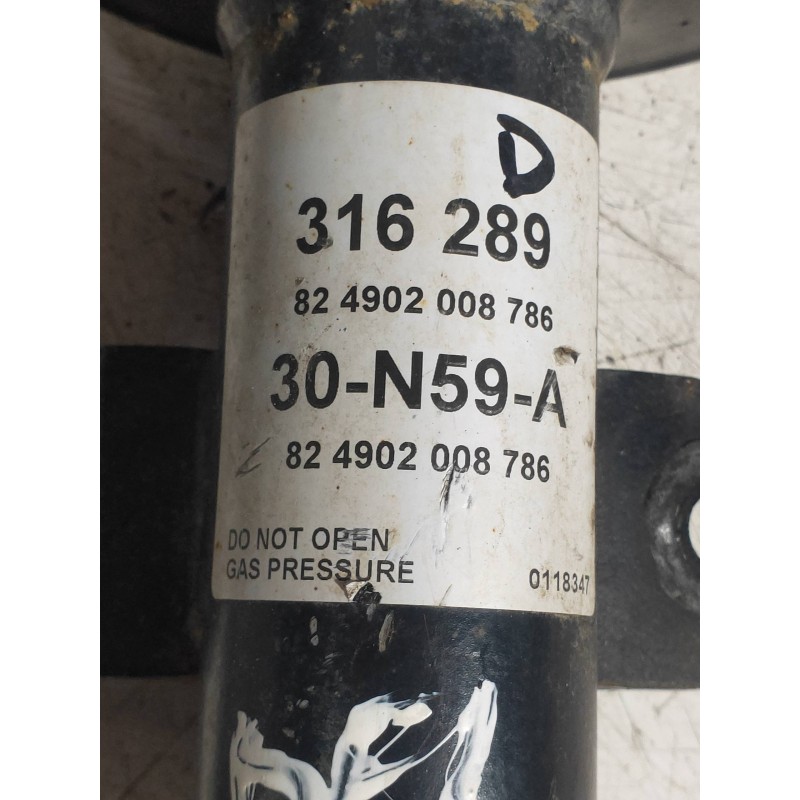 D
316 289
82 4902 008 786
30-N59-A
82 4902 008 786
DO NOT OPEN
GAS PRESSURE
0118347